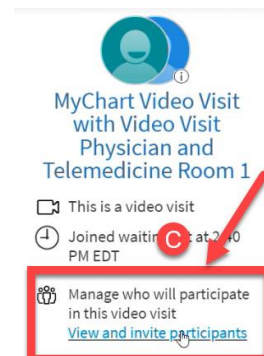 MyChart Video Visit
with Video Visit
Physician and
Telemedicine Room 1
This is a video visit
Joined waiting at 2:40
PM EDT
C
Manage who will participate
in this video visit
View and invite participants